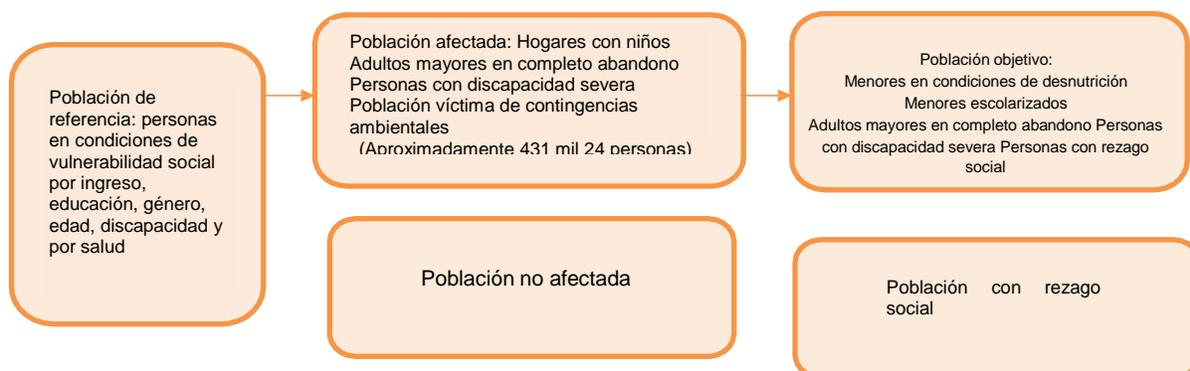 Población de
referencia: personas
en condiciones de
vulnerabilidad social
por ingreso,
educación, género,
edad, discapacidad y
por salud
Población afectada: Hogares con niños
Adultos mayores en completo abandono
Personas con discapacidad severa
Población víctima de contingencias
ambientales
(Aproximadamente 431 mil 24 personas)
Población objetivo:
Menores en condiciones de desnutrición
Menores escolarizados
Adultos mayores en completo abandono Personas
con discapacidad severa Personas con rezago
social
Población no afectada
Población con rezago
social